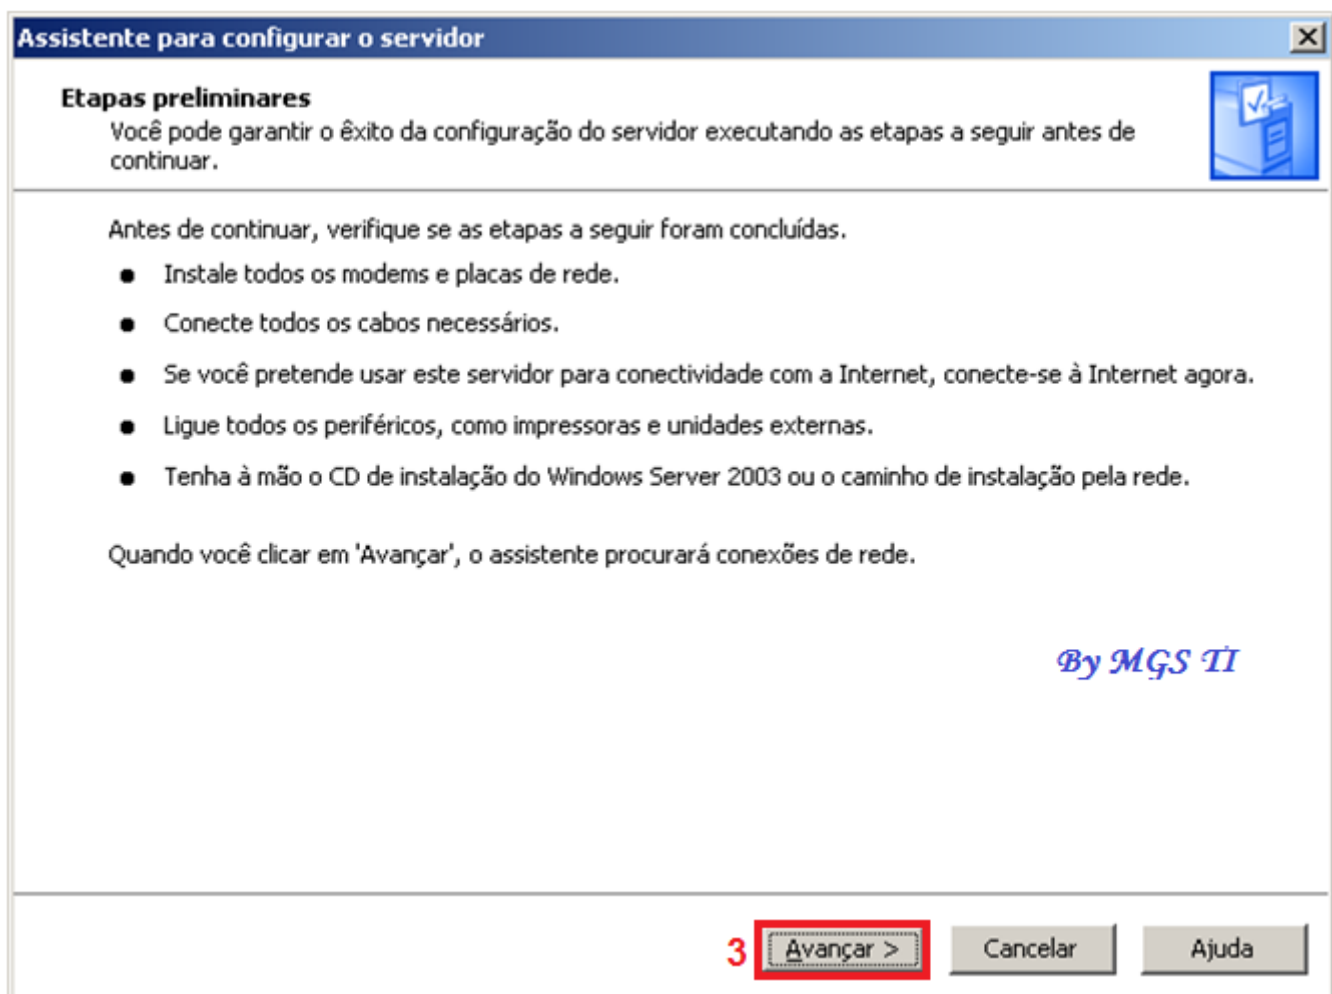 Assistente para configurar o servidor
Etapas preliminares
Você pode garantir o êxito da configuração do servidor executando as etapas a seguir antes de
continuar.
Antes de continuar, verifique se as etapas a seguir foram concluídas.
● Instale todos os modems e placas de rede.
● Conecte todos os cabos necessários.
● Se você pretende usar este servidor para conectividade com a Internet, conecte-se à Internet agora.
● Ligue todos os periféricos, como impressoras e unidades externas.
● Tenha à mão o CD de instalação do Windows Server 2003 ou o caminho de instalação pela rede.
Quando você clicar em 'Avançar', o assistente procurará conexões de rede.
By MGS TI
3 Avançar > Cancelar Ajuda